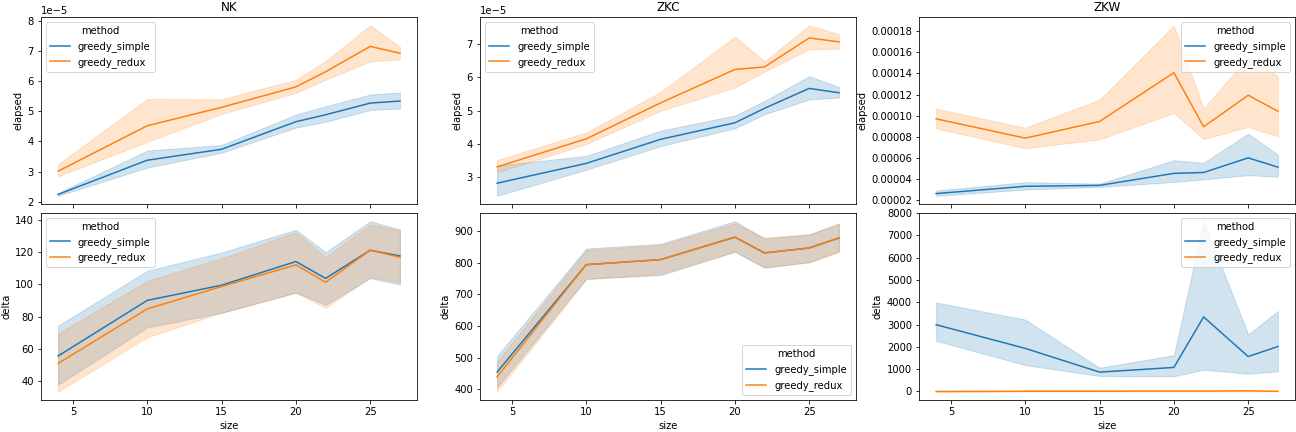 NK
1e−5
8
7
6
5
4
3
2
elapsed
method
greedy_simple
greedy_redux
ZKC
1e−5
7
6
5
4
3
elapsed
method
greedy_simple
greedy_redux
ZKW
0.00018
0.00016
0.00014
0.00012
0.00010
0.00008
0.00006
0.00004
0.00002
elapsed
method
greedy_simple
greedy_redux
140
120
100
80
60
40
delta
method
greedy_simple
greedy_redux
5 10 15 20 25
size
900
800
700
600
500
400
delta
method
greedy_simple
greedy_redux
5 10 15 20 25
size
8000
7000
6000
5000
4000
3000
2000
1000
0
delta
method
greedy_simple
greedy_redux
5 10 15 20 25
size